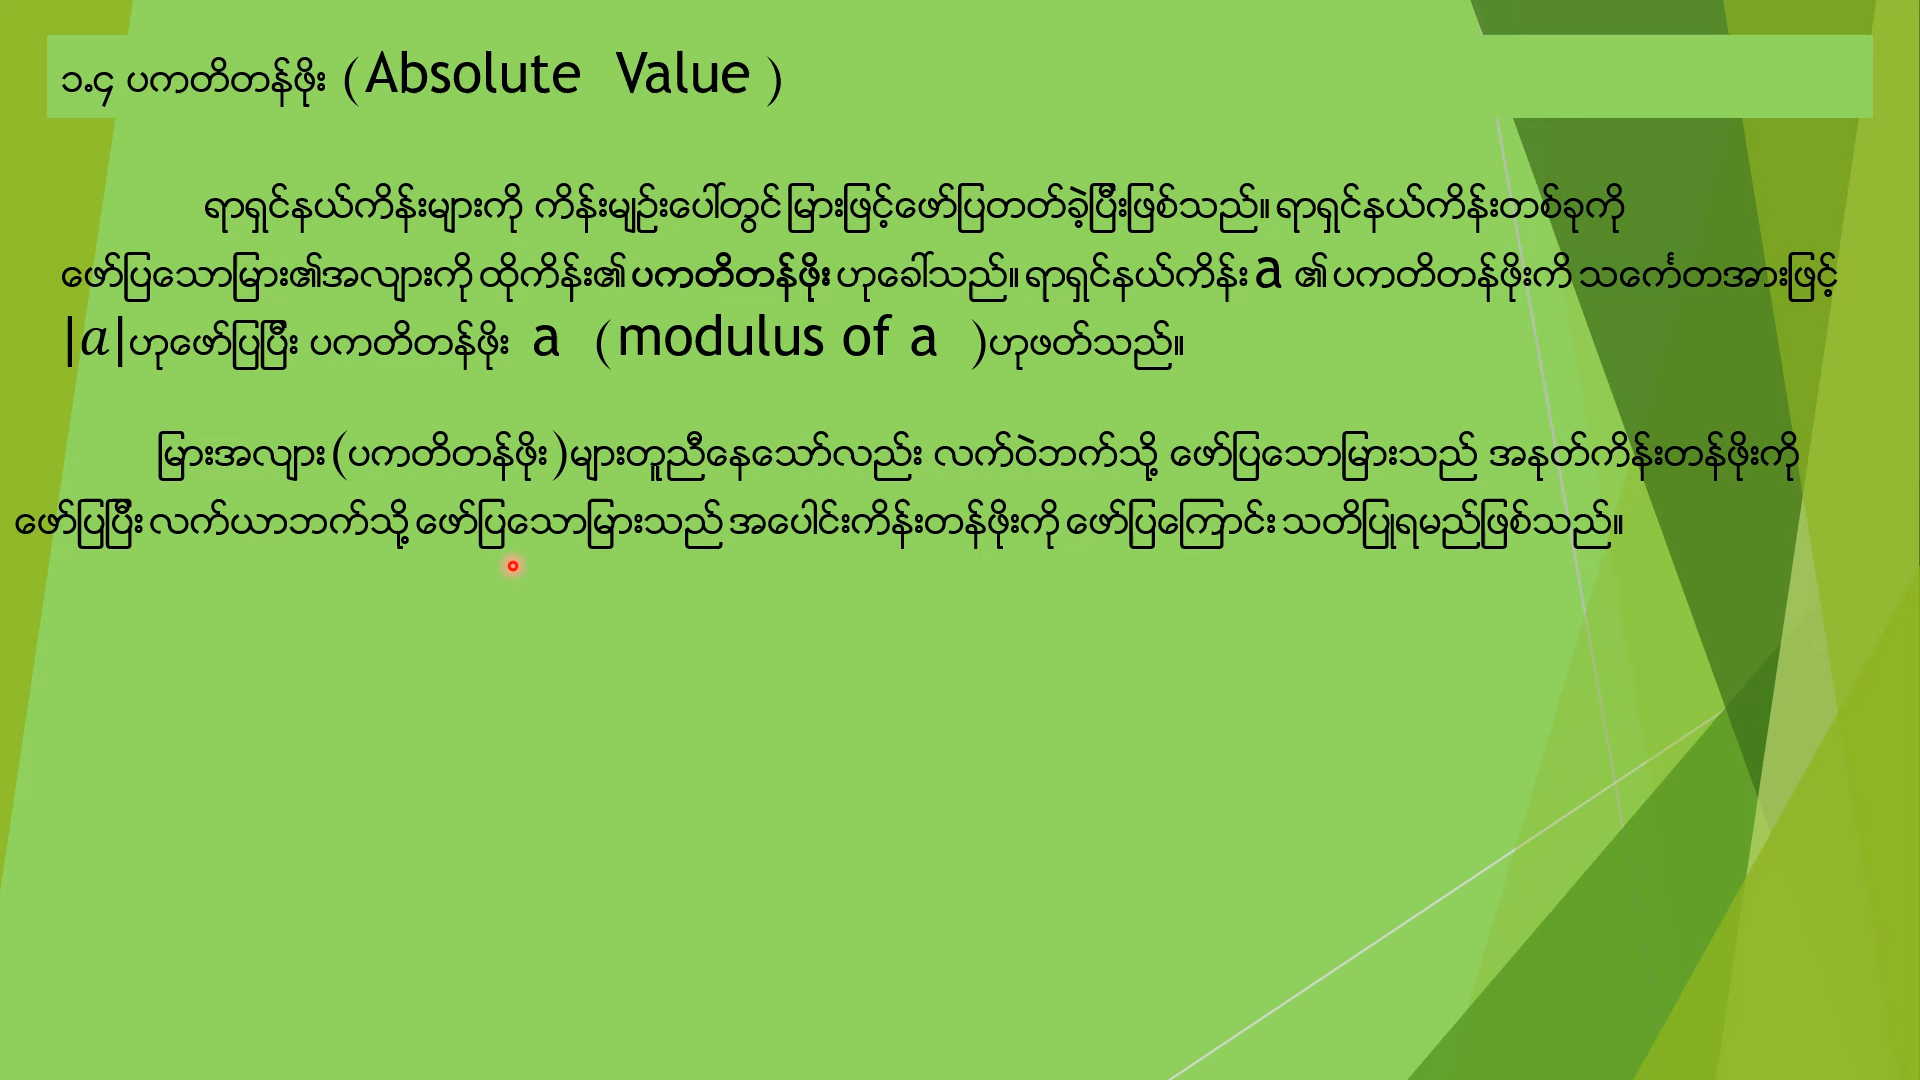 ၁.၄ ပကတိတန်ဖိုး (Absolute Value )
ရာရှင်နယ်ကိန်းများကို ကိန်းမျဉ်းပေါ်တွင် မြားဖြင့်ဖော်ပြတတ်ခဲ့ပြီးဖြစ်သည်။ ရာရှင်နယ်ကိန်းတစ်ခုကို
ဖော်ပြသောမြား၏အလျားကို ထိုကိန်း၏ ပကတိတန်ဖိုး ဟုခေါ်သည်။ ရာရှင်နယ်ကိန်း a ၏ ပကတိတန်ဖိုးကိ သင်္ကေတအားဖြင့်
|a|ဟုဖော်ပြပြီး ပကတိတန်ဖိုး a (modulus of a )ဟုဖတ်သည်။
မြားအလျား(ပကတိတန်ဖိုး)များတူညီနေသော်လည်း လက်ဝဲဘက်သို့ ဖော်ပြသောမြားသည် အနုတ်ကိန်းတန်ဖိုးကို
ဖော်ပြပြီး လက်ယာဘက်သို့ ဖော်ပြသောမြားသည် အပေါင်းကိန်းတန်ဖိုးကို ဖော်ပြကြောင်း သတိပြုရမည်ဖြစ်သည်။